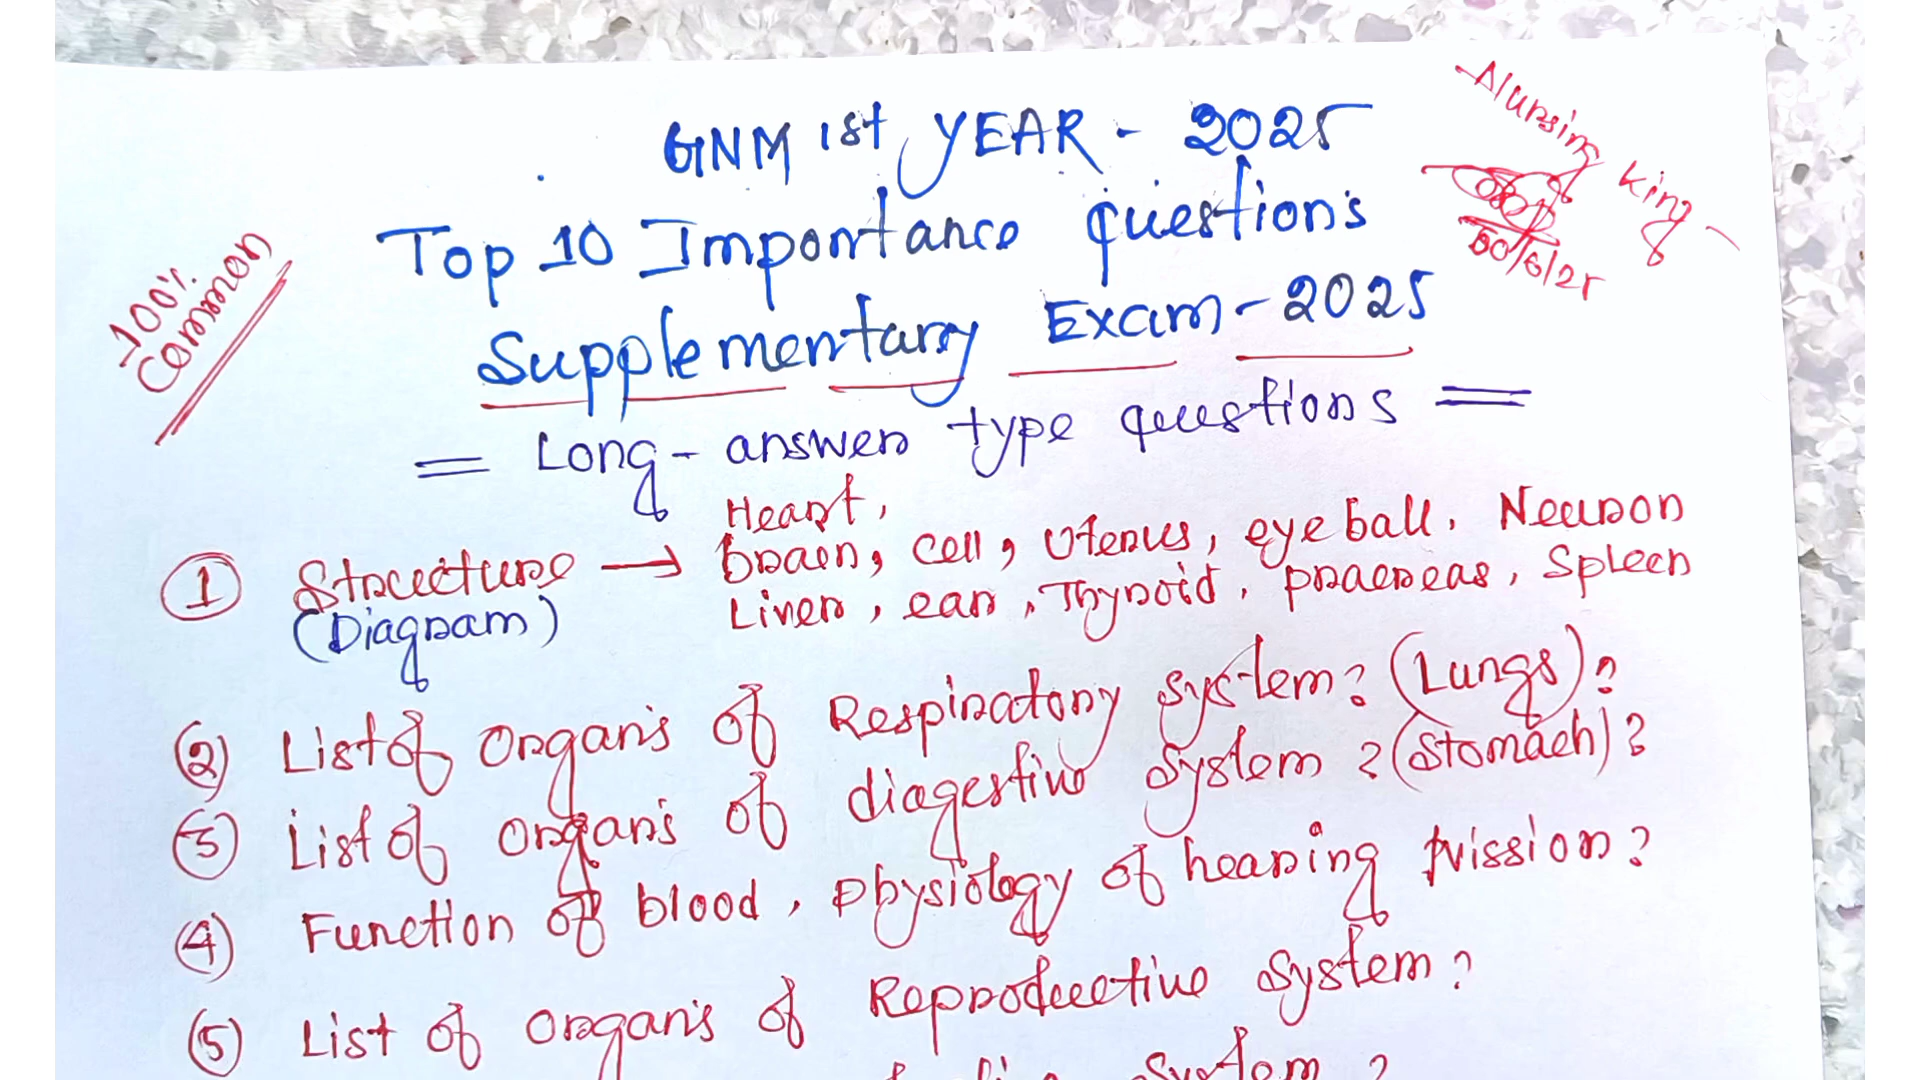 GNM 1st YEAR - 2025
Top 10 Importance questions
Supplementary Exam - 2025
100% Common
Nursing King
30/6/25
= Long - answer type questions =
① Structure → Heart,
(Diagram) brain, cell, Uterus, eye ball, Neuron
Liver, ear, Thyroid, pancreas, Spleen
② List of Organ's of Respiratory System? (Lungs)?
③ List of organ's of diagestive System? (Stomach)?
④ Function of blood, physiology of hearing vission?
⑤ List of organ's of Reproductive System?
System?